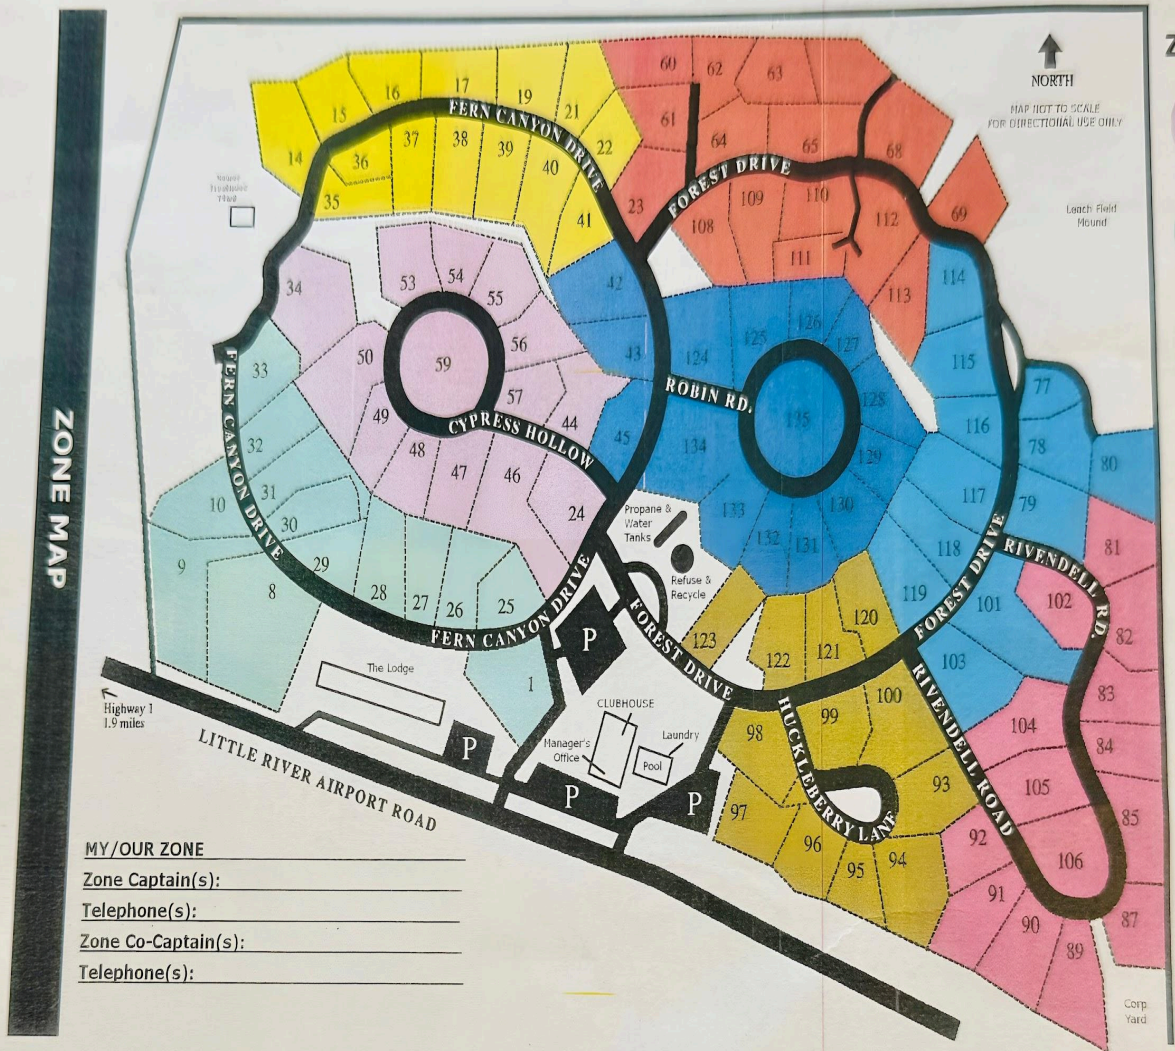 Z
NORTH
MAP NOT TO SCALE
FOR DIRECTIONAL USE ONLY
ZONE MAP
60
62
63
17
16
19
21
15
61
64
65
68
FERN CANYON DRIVE
37
38
39
22
14
36
40
FOREST DRIVE
35
41
23
109
110
108
112
69
Leach Field
Mound
111
34
53
54
55
42
113
114
126
125
127
56
43
124
115
50
59
33
57
ROBIN RD.
77
128
49
44
135
116
CYPRESS HOLLOW
FERN CANYON DRIVE
32
48
47
46
45
134
129
78
80
31
10
24
133
130
117
79
30
Propane &
Water
Tanks
132
131
118
81
9
29
8
28
27
26
25
Refuse &
Recycle
RIVENDELL RD.
119
101
102
FERN CANYON DRIVE
P
FOREST DRIVE
120
FOREST DRIVE
82
123
122
121
103
The Lodge
1
83
100
RIVENDELL ROAD
Highway 1
1.9 miles
CLUBHOUSE
99
104
98
HUCKLEBERRY LANE
84
P
Manager's
Office
Laundry
Pool
93
105
LITTLE RIVER AIRPORT ROAD
P
P
97
85
92
96
94
106
95
91
90
87
89
Corp.
Yard
MY/OUR ZONE
Zone Captain(s):
Telephone(s):
Zone Co-Captain(s):
Telephone(s):